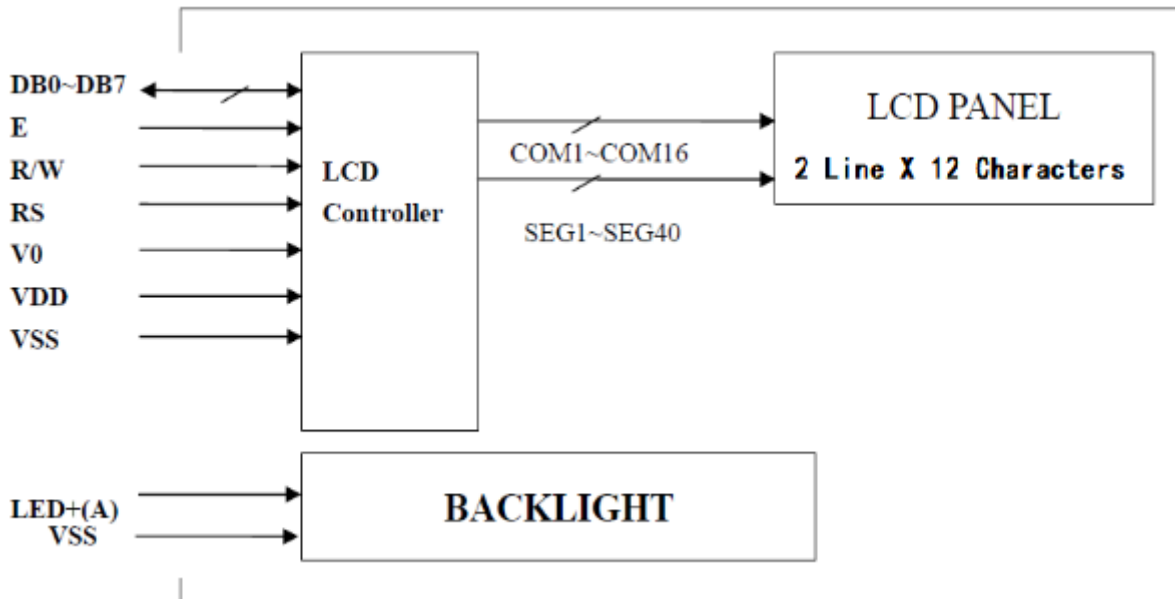 DB0~DB7
E
R/W
RS
V0
VDD
VSS
LCD
Controller
COM1~COM16
SEG1~SEG40
LCD PANEL
2 Line X 12 Characters
LED+(A)
VSS
BACKLIGHT